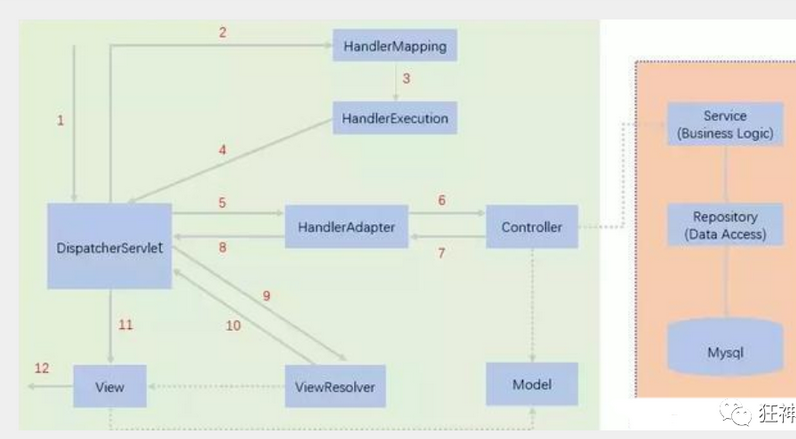 2
HandlerMapping
3
1
HandlerExecution
Service
(Business Logic)
4
5
6
DispatcherServlet
HandlerAdapter
Controller
Repository
(Data Access)
8
7
9
10
11
Mysql
12
View
ViewResolver
Model
狂神